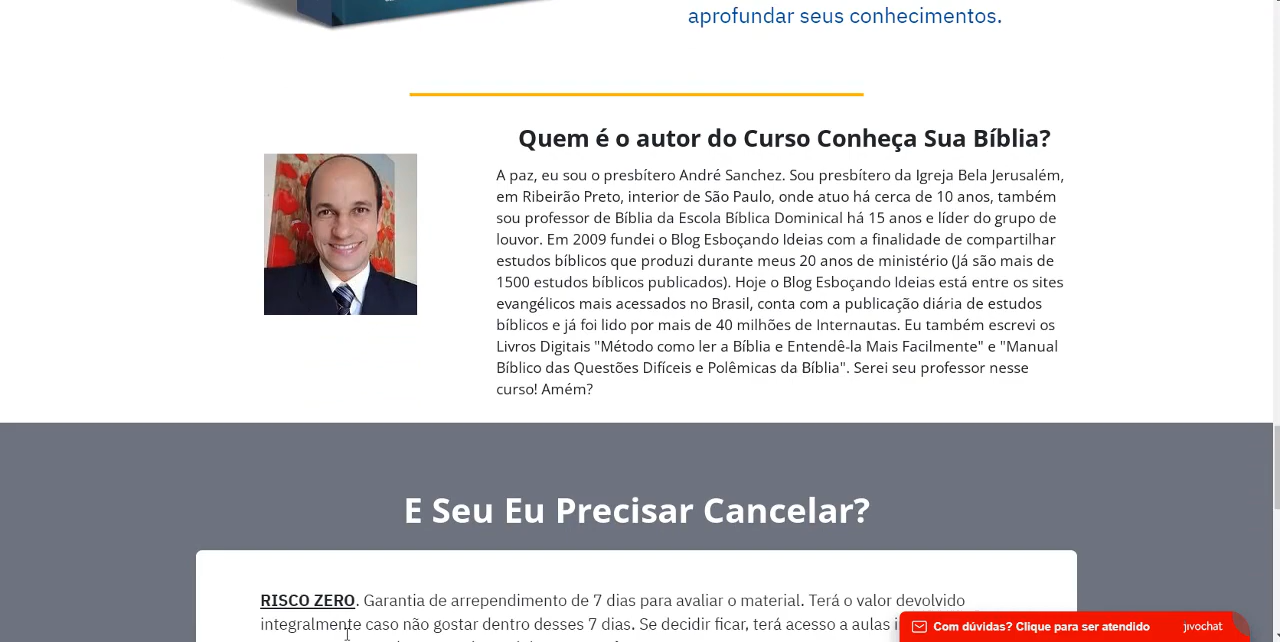 aprofundar seus conhecimentos.
Quem é o autor do Curso Conheça Sua Bíblia?
A paz, eu sou o presbítero André Sanchez. Sou presbítero da Igreja Bela Jerusalém,
em Ribeirão Preto, interior de São Paulo, onde atuo há cerca de 10 anos, também
sou professor de Bíblia da Escola Bíblica Dominical há 15 anos e líder do grupo de
louvor. Em 2009 fundei o Blog Esboçando Ideias com a finalidade de compartilhar
estudos bíblicos que produzi durante meus 20 anos de ministério (Já são mais de
1500 estudos bíblicos publicados). Hoje o Blog Esboçando Ideias está entre os sites
evangélicos mais acessados no Brasil, conta com a publicação diária de estudos
bíblicos e já foi lido por mais de 40 milhões de Internautas. Eu também escrevi os
Livros Digitais "Método como ler a Bíblia e Entendê-la Mais Facilmente" e "Manual
Bíblico das Questões Difíceis e Polêmicas da Bíblia". Serei seu professor nesse
curso! Amém?
E Seu Eu Precisar Cancelar?
RISCO ZERO. Garantia de arrependimento de 7 dias para avaliar o material. Terá o valor devolvido
integralmente caso não gostar dentro desses 7 dias. Se decidir ficar, terá acesso a aulas
Com dúvidas? Clique para ser atendido
jivochat